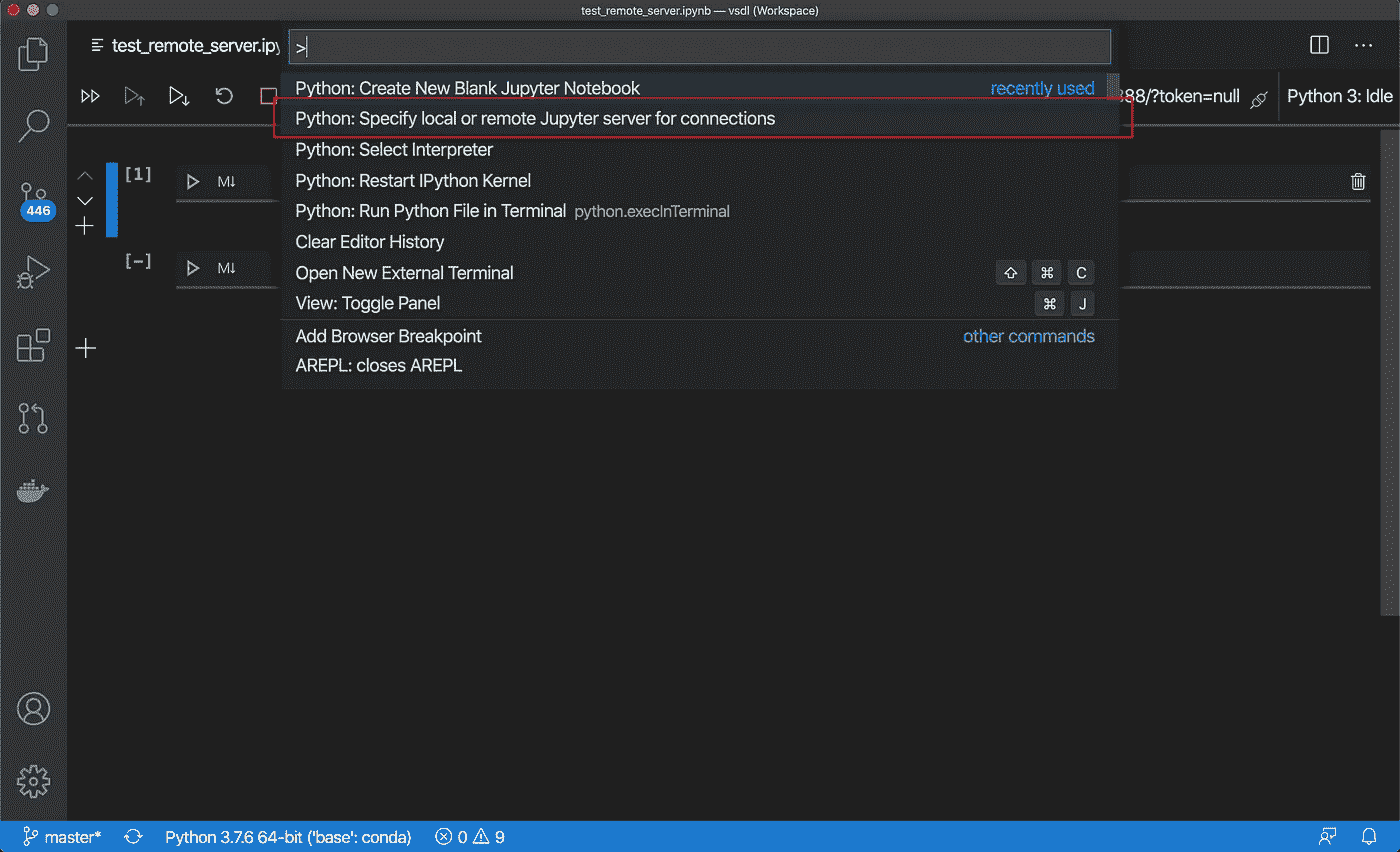 test_remote_server.ipynb — vsdl (Workspace)
test_remote_server.ipy
>
Python: Create New Blank Jupyter Notebook recently used
888/?token=null Python 3: Idle
Python: Specify local or remote Jupyter server for connections
Python: Select Interpreter
[1] M↓
Python: Restart IPython Kernel
446
Python: Run Python File in Terminal python.execInTerminal
Clear Editor History
[-] M↓
Open New External Terminal ⇧ ⌘ C
View: Toggle Panel ⌘ J
Add Browser Breakpoint other commands
AREPL: closes AREPL
master* Python 3.7.6 64-bit ('base': conda) 0 9